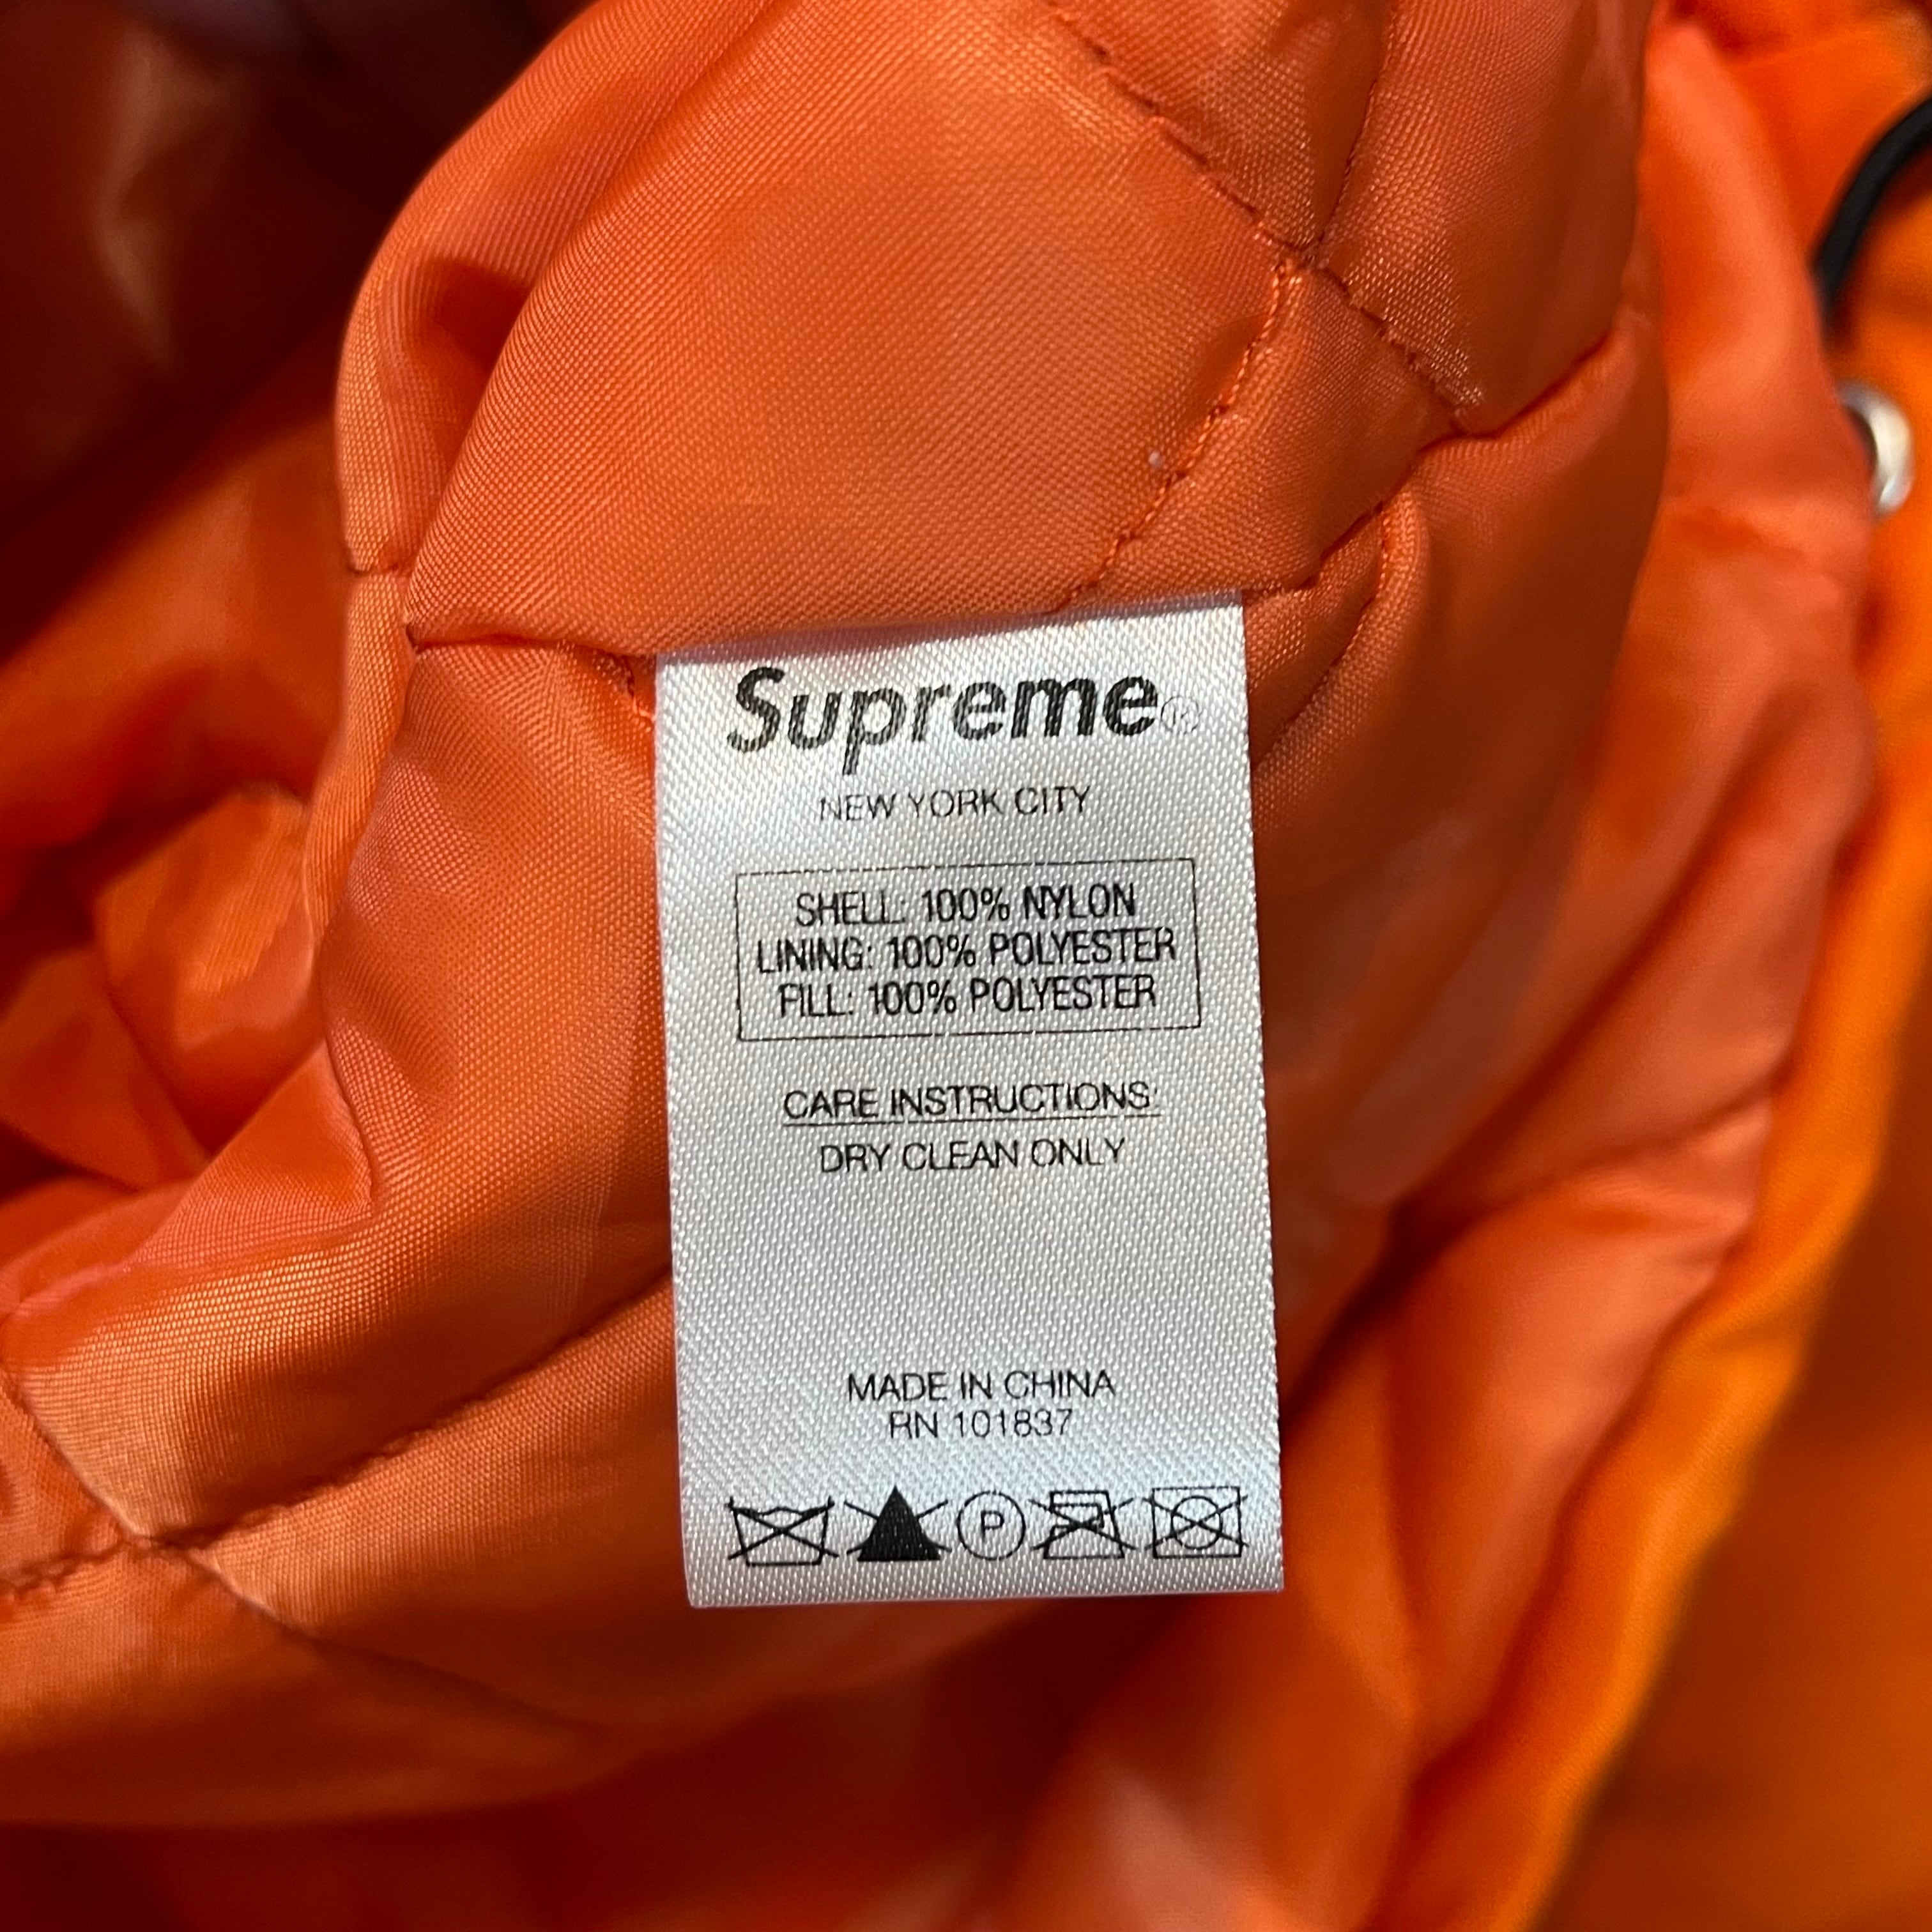 Supreme®
NEW YORK CITY
SHELL: 100% NYLON
LINING: 100% POLYESTER
FILL: 100% POLYESTER
CARE INSTRUCTIONS:
DRY CLEAN ONLY
MADE IN CHINA
RN 101837
P